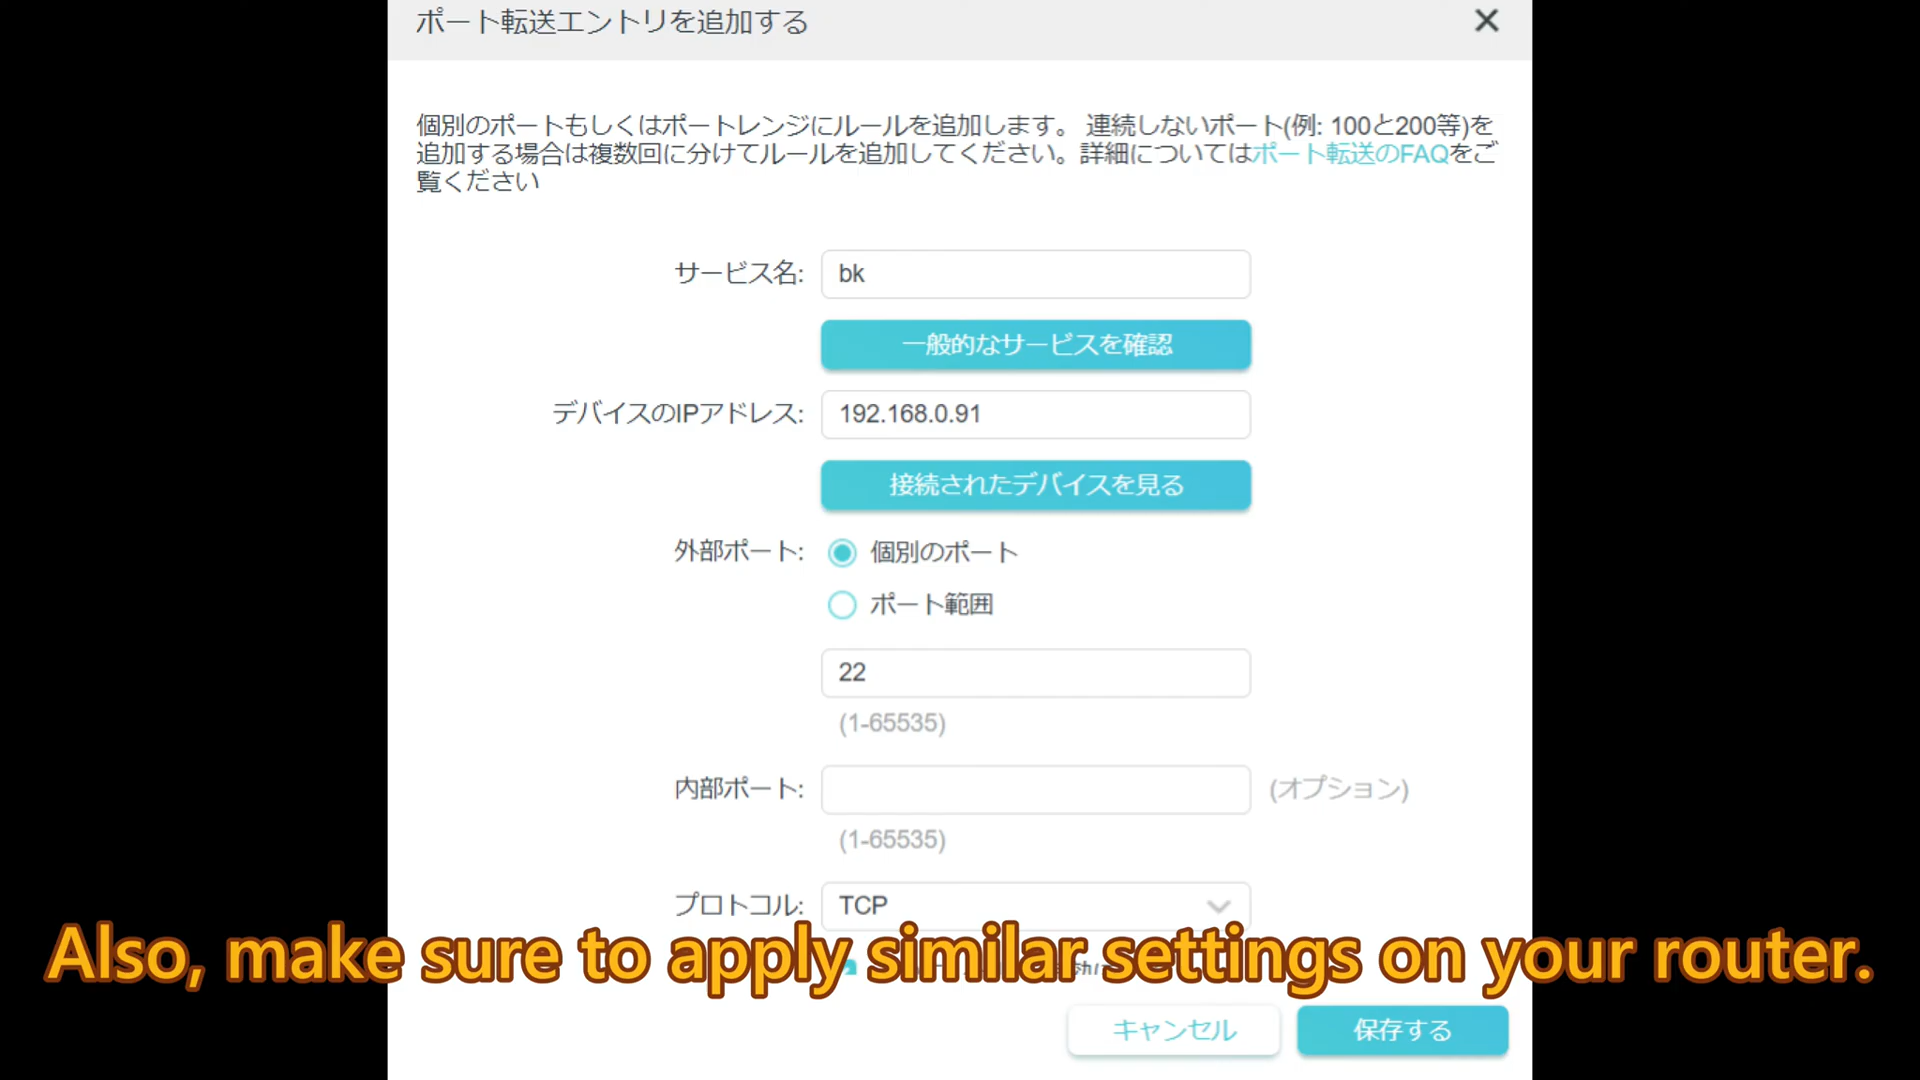 ポート転送エントリを追加する
個別のポートもしくはポートレンジにルールを追加します。 連続しないポート(例: 100と200等)を
追加する場合は複数回に分けてルールを追加してください。詳細についてはポート転送のFAQをご
覧ください
サービス名: bk
一般的なサービスを確認
デバイスのIPアドレス: 192.168.0.91
接続されたデバイスを見る
外部ポート: 個別のポート
ポート範囲
22
(1-65535)
内部ポート: (オプション)
(1-65535)
プロトコル: TCP
Also, make sure to apply similar settings on your router.
キャンセル 保存する